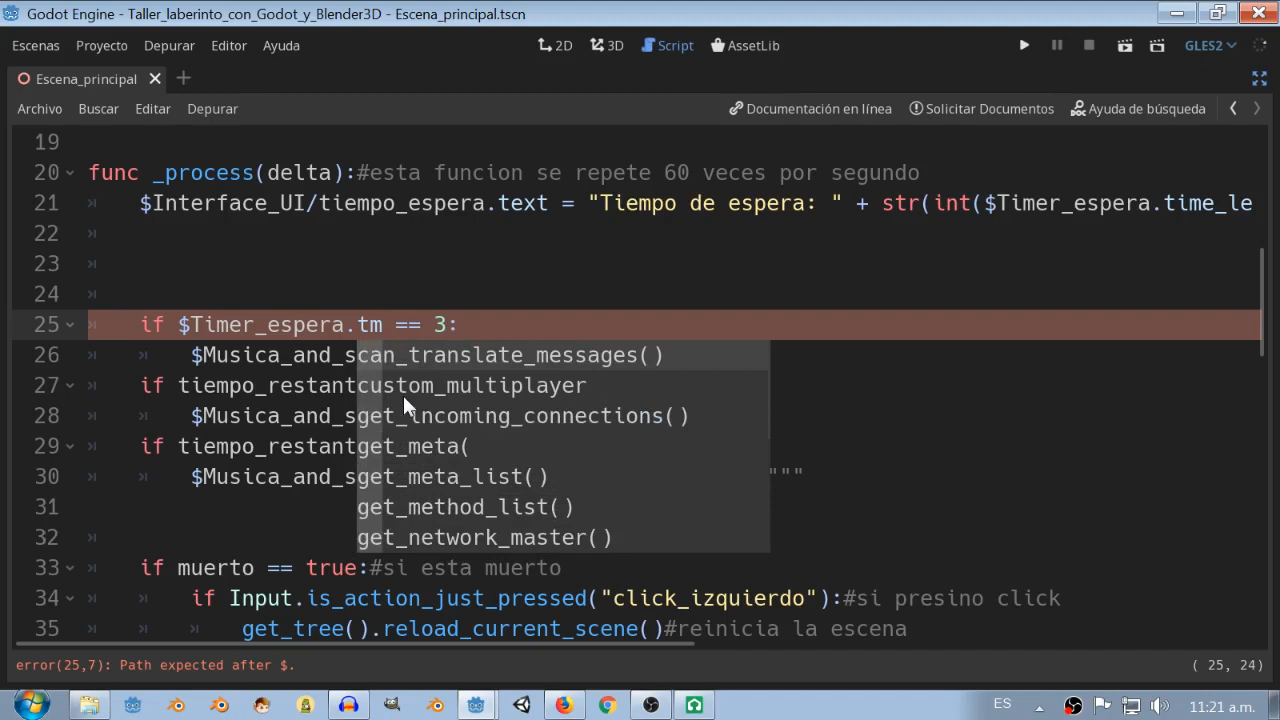 Godot Engine - Taller_laberinto_con_Godot_y_Blender3D - Escena_principal.tscn
Escenas Proyecto Depurar Editor Ayuda 2D 3D Script AssetLib GLES2
Escena_principal
Archivo Buscar Editar Depurar Documentación en línea Solicitar Documentos Ayuda de búsqueda
19
20 func _process(delta):#esta funcion se repete 60 veces por segundo
21 $Interface_UI/tiempo_espera.text = "Tiempo de espera: " + str(int($Timer_espera.time_le
22
23
24
25 if $Timer_espera.tm == 3:
26 $Musica_and_scan_translate_messages()
27 if tiempo_restantcustom_multiplayer
28 $Musica_and_sget_incoming_connections()
29 if tiempo_restantget_meta(
30 $Musica_and_sget_meta_list() """
31 get_method_list()
32 get_network_master()
33 if muerto == true:#si esta muerto
34 if Input.is_action_just_pressed("click_izquierdo"):#si presino click
35 get_tree().reload_current_scene()#reinicia la escena
error(25,7): Path expected after $. ( 25, 24)
ES 11:21 a.m.